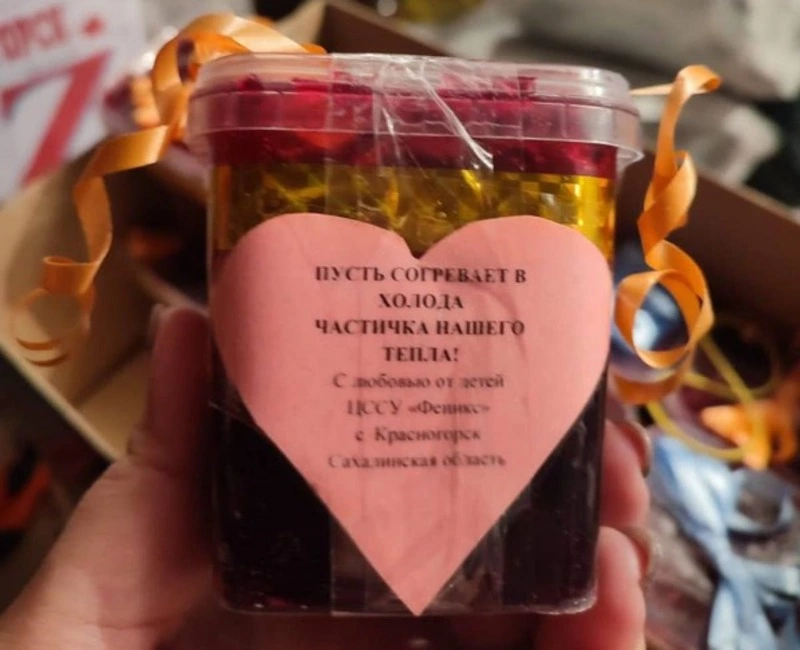 ПУСТЬ СОГРЕВАЕТ В
ХОЛОДА
ЧАСТИЧКА НАШЕГО
ТЕПЛА!
С любовью от детей
ЦССУ «Феникс»
с Красногорск
Сахалинская область